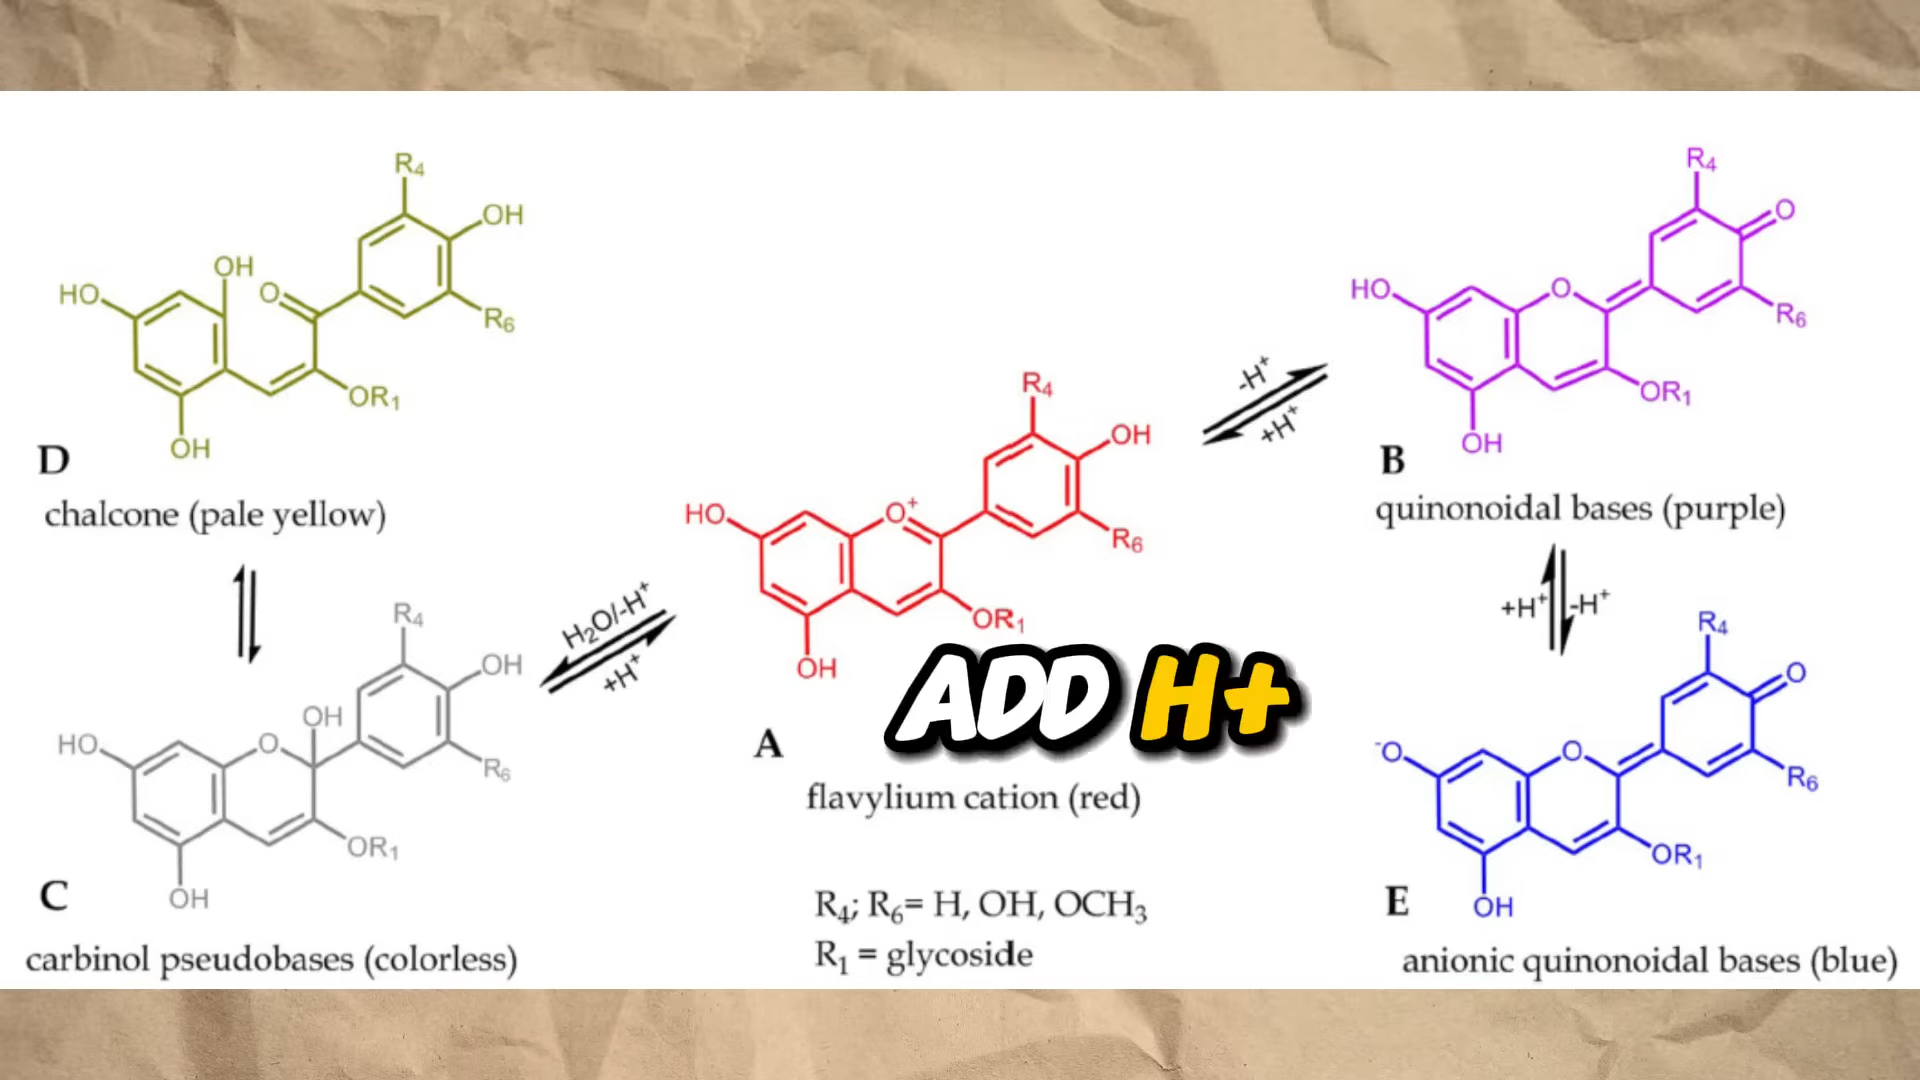 R₄
OH
OH
HO
O
R₆
OR₁
OH
D
chalcone (pale yellow)
R₄
OH
OH
HO
O
R₆
OR₁
OH
C
carbinol pseudobases (colorless)
H₂O/-H⁺
+H⁺
R₄
OH
HO
O⁺
R₆
OR₁
OH
ADD H+
A
flavylium cation (red)
R₄; R₆= H, OH, OCH₃
R₁ = glycoside
-H⁺
+H⁺
R₄
O
HO
O
R₆
OR₁
OH
B
quinonoidal bases (purple)
+H⁺
-H⁺
R₄
O
⁻O
O
R₆
OR₁
OH
E
anionic quinonoidal bases (blue)